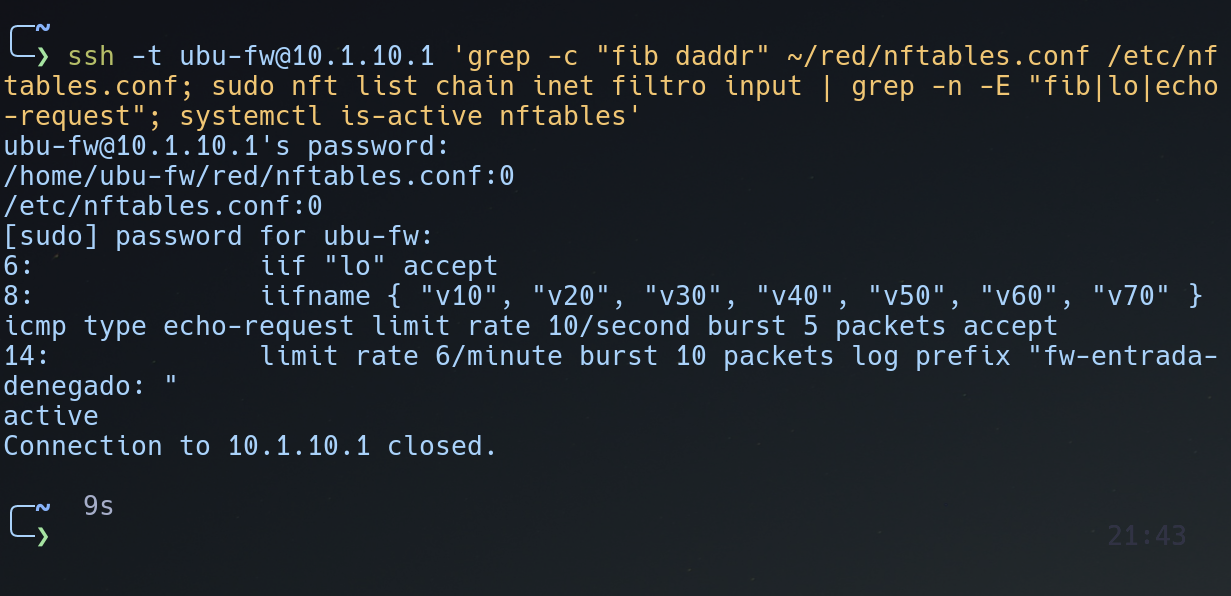 ~
❯ ssh -t ubu-fw@10.1.10.1 'grep -c "fib daddr" ~/red/nftables.conf /etc/nf
tables.conf; sudo nft list chain inet filtro input | grep -n -E "fib|lo|echo
-request"; systemctl is-active nftables'
ubu-fw@10.1.10.1's password:
/home/ubu-fw/red/nftables.conf:0
/etc/nftables.conf:0
[sudo] password for ubu-fw:
6:              iif "lo" accept
8:              iifname { "v10", "v20", "v30", "v40", "v50", "v60", "v70" }
icmp type echo-request limit rate 10/second burst 5 packets accept
14:             limit rate 6/minute burst 10 packets log prefix "fw-entrada-
denegado: "
active
Connection to 10.1.10.1 closed.
~  9s
❯ 21:43